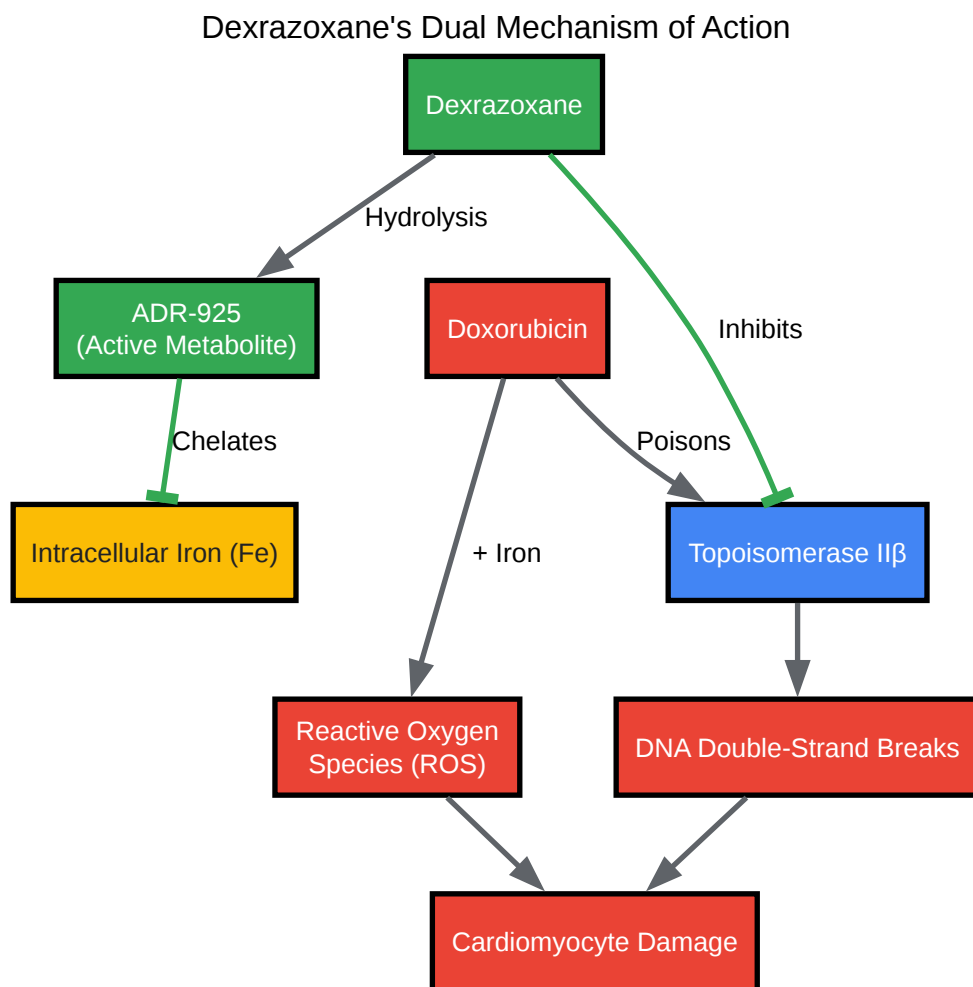 Dexrazoxane's Dual Mechanism of Action
Dexrazoxane
Hydrolysis
ADR-925
(Active Metabolite)
Doxorubicin
Inhibits
Chelates
Poisons
Intracellular Iron (Fe)
+ Iron
Topoisomerase IIβ
Reactive Oxygen
Species (ROS)
DNA Double-Strand Breaks
Cardiomyocyte Damage